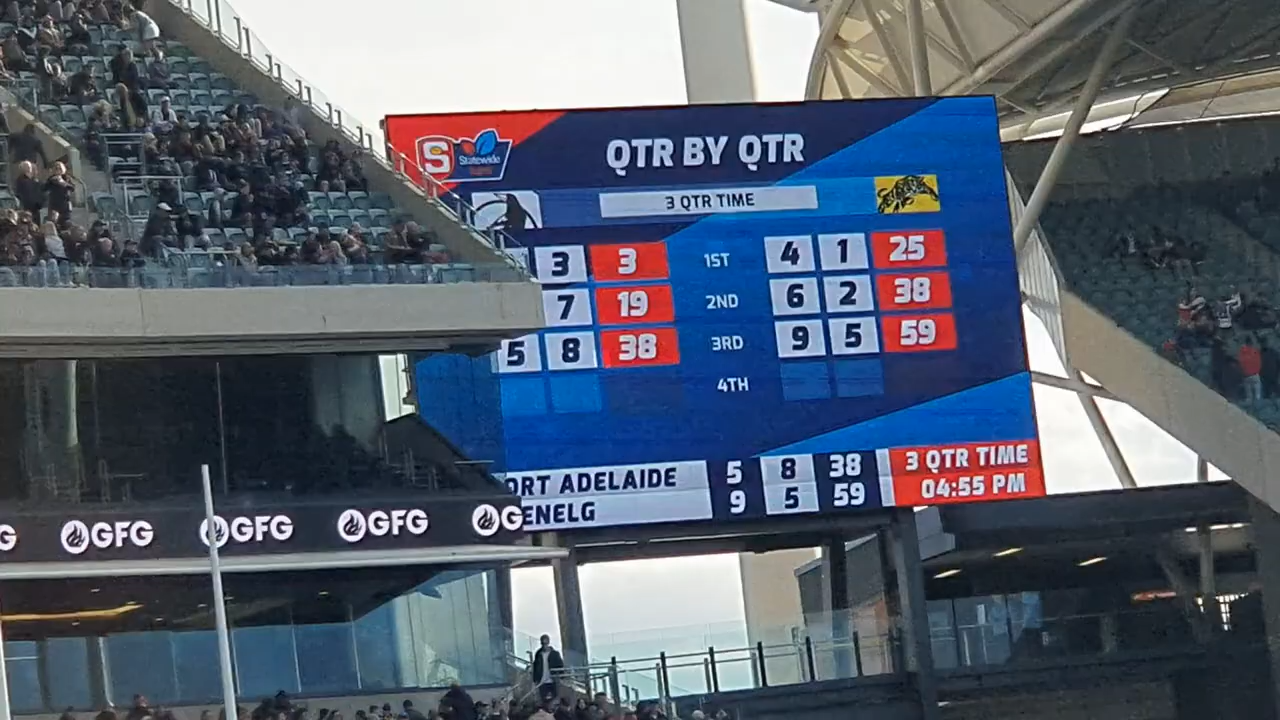 S Statewide Super
QTR BY QTR
3 QTR TIME
3 3 1ST 4 1 25
7 19 2ND 6 2 38
5 8 38 3RD 9 5 59
4TH
ORT ADELAIDE 5 8 38
ENELG 9 5 59
3 QTR TIME
04:55 PM
G GFG GFG GFG GFG